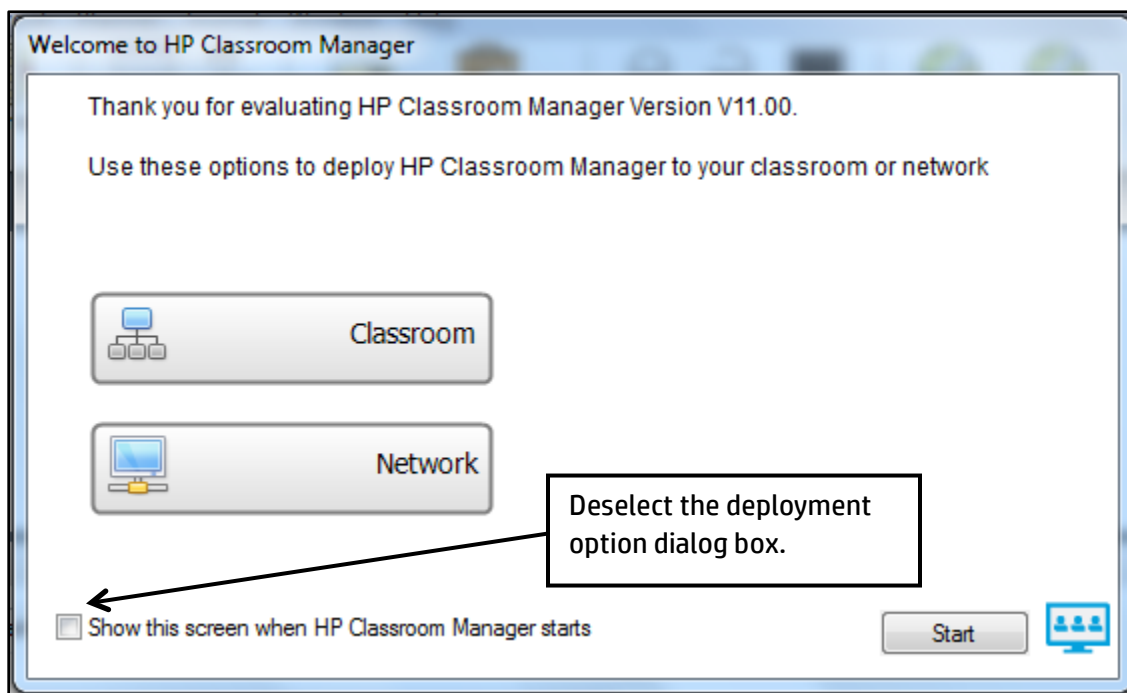 Welcome to HP Classroom Manager
Thank you for evaluating HP Classroom Manager Version V11.00.
Use these options to deploy HP Classroom Manager to your classroom or network
Classroom
Network
Deselect the deployment
option dialog box.
Show this screen when HP Classroom Manager starts
Start